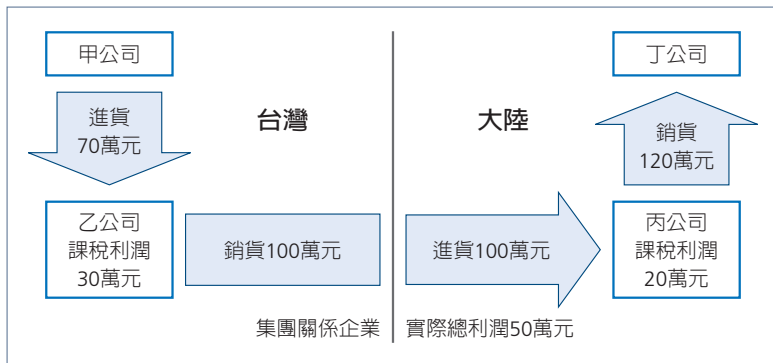 甲公司
丁公司
進貨
70萬元
台灣
大陸
銷貨
120萬元
乙公司
課稅利潤
30萬元
銷貨100萬元
進貨100萬元
丙公司
課稅利潤
20萬元
集團關係企業
實際總利潤50萬元